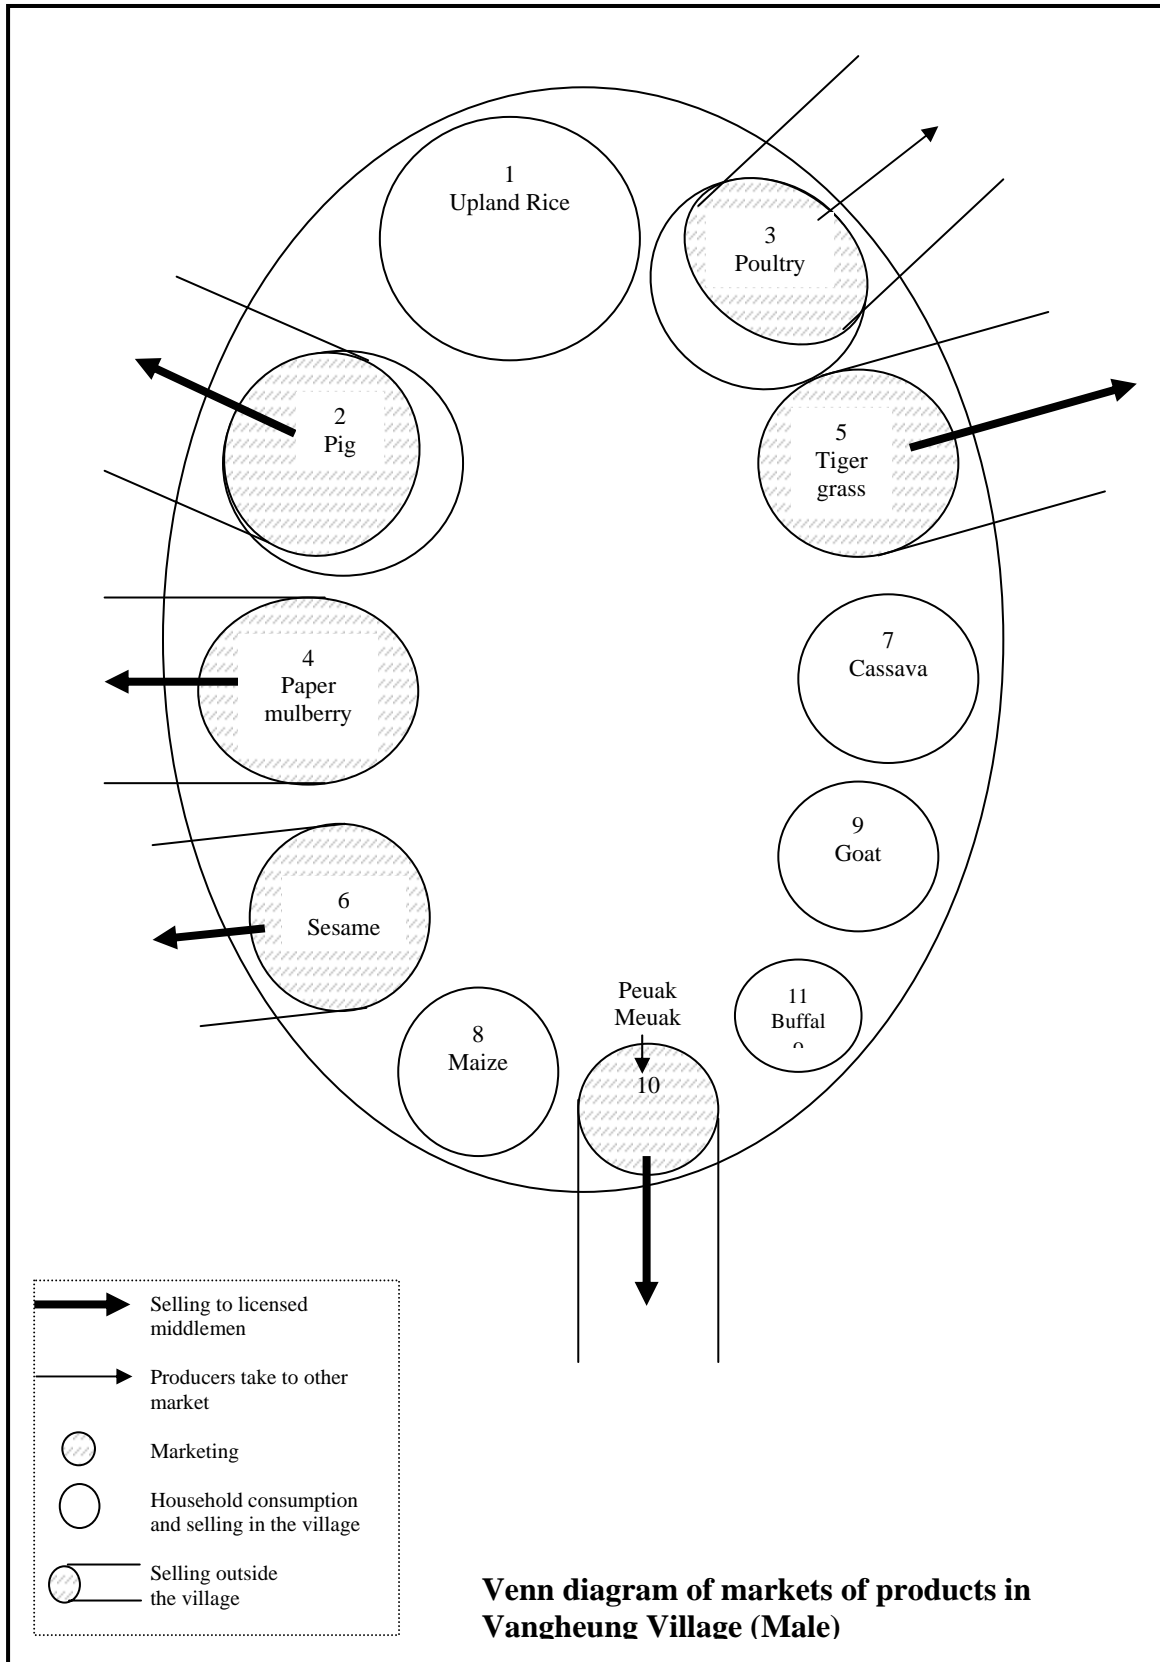 1
Upland Rice
3
Poultry
2
Pig
5
Tiger
grass
4
Paper
mulberry
7
Cassava
9
Goat
6
Sesame
Peuak
Meuak
11
Buffal
o
8
Maize
10
Selling to licensed
middlemen
Producers take to other
market
Marketing
Household consumption
and selling in the village
Selling outside
the village
Venn diagram of markets of products in
Vangheung Village (Male)